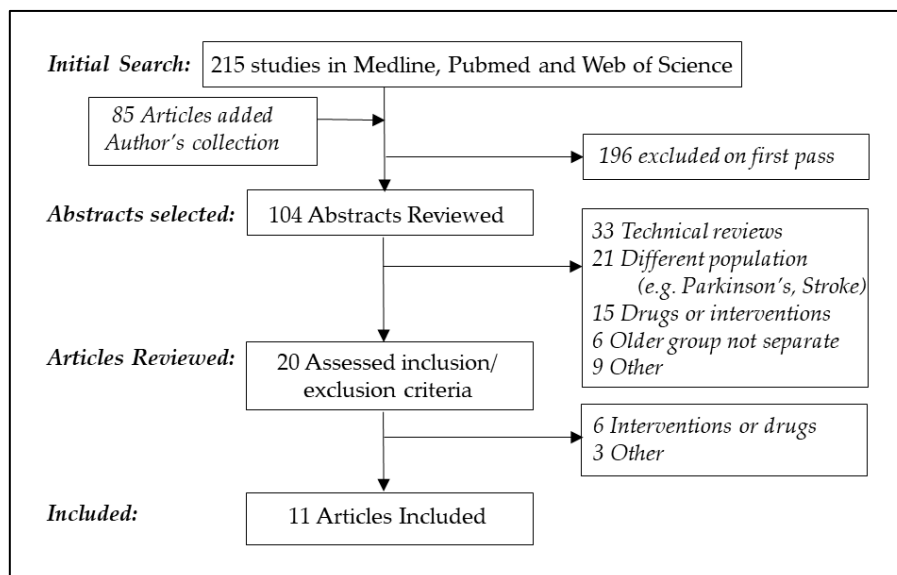 Initial Search:
215 studies in Medline, Pubmed and Web of Science
85 Articles added
Author's collection
196 excluded on first pass
Abstracts selected:
104 Abstracts Reviewed
33 Technical reviews
21 Different population
(e.g. Parkinson's, Stroke)
15 Drugs or interventions
6 Older group not separate
9 Other
Articles Reviewed:
20 Assessed inclusion/
exclusion criteria
6 Interventions or drugs
3 Other
Included:
11 Articles Included